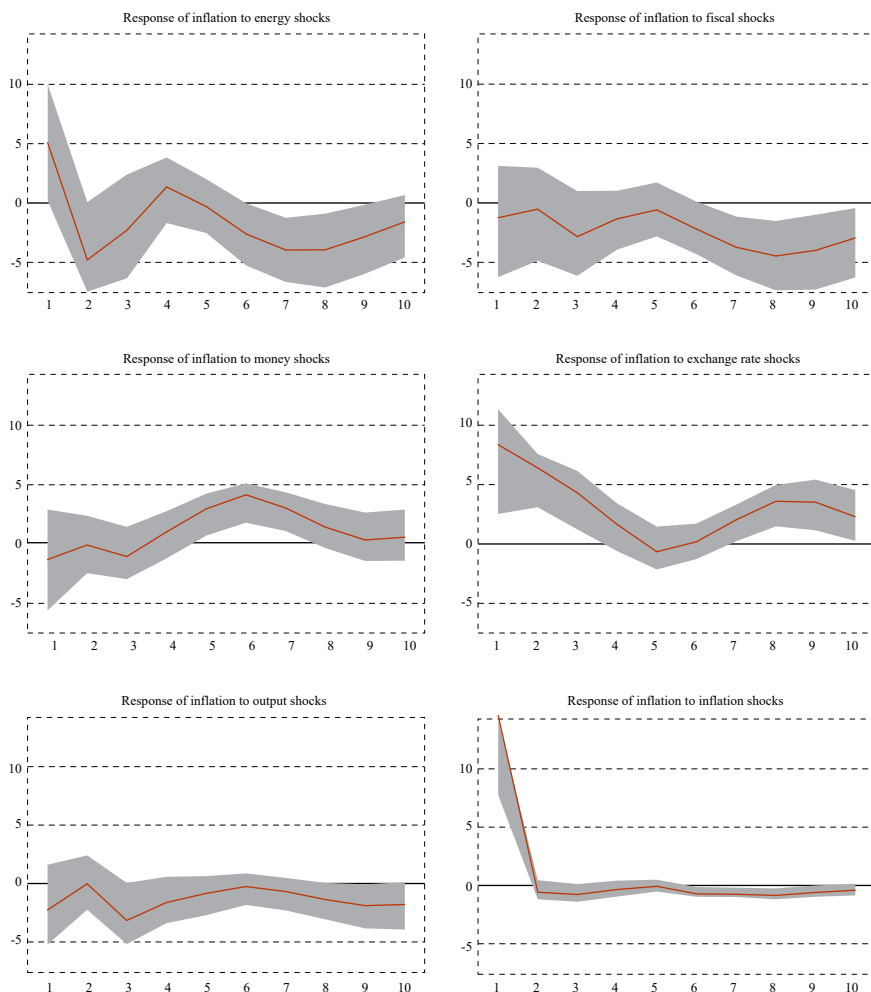 Response of inflation to energy shocks
10
5
0
-5
1 2 3 4 5 6 7 8 9 10
Response of inflation to fiscal shocks
10
5
0
-5
1 2 3 4 5 6 7 8 9 10
Response of inflation to money shocks
10
5
0
-5
1 2 3 4 5 6 7 8 9 10
Response of inflation to exchange rate shocks
10
5
0
-5
1 2 3 4 5 6 7 8 9 10
Response of inflation to output shocks
10
5
0
-5
1 2 3 4 5 6 7 8 9 10
Response of inflation to inflation shocks
10
5
0
-5
1 2 3 4 5 6 7 8 9 10